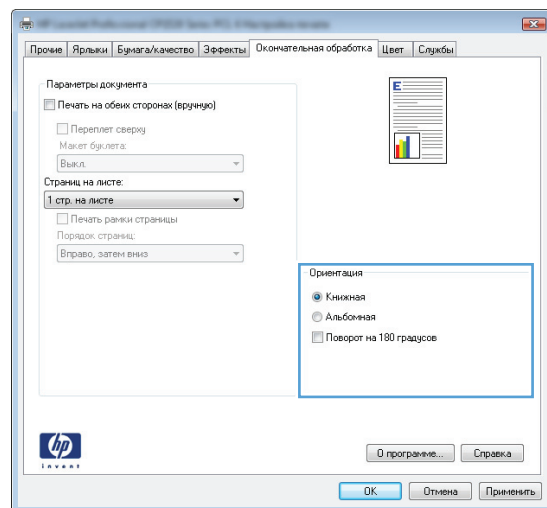 Прочие Ярлыки Бумага/качество Эффекты Окончательная обработка Цвет Службы
Параметры документа
Печать на обеих сторонах (вручную)
Переплет сверху
Макет буклета:
Выкл.
Страниц на листе:
1 стр. на листе
Печать рамки страницы
Порядок страниц:
Вправо, затем вниз
E
Ориентация
Книжная
Альбомная
Поворот на 180 градусов
hp
invent
О программе... Справка
OK Отмена Применить